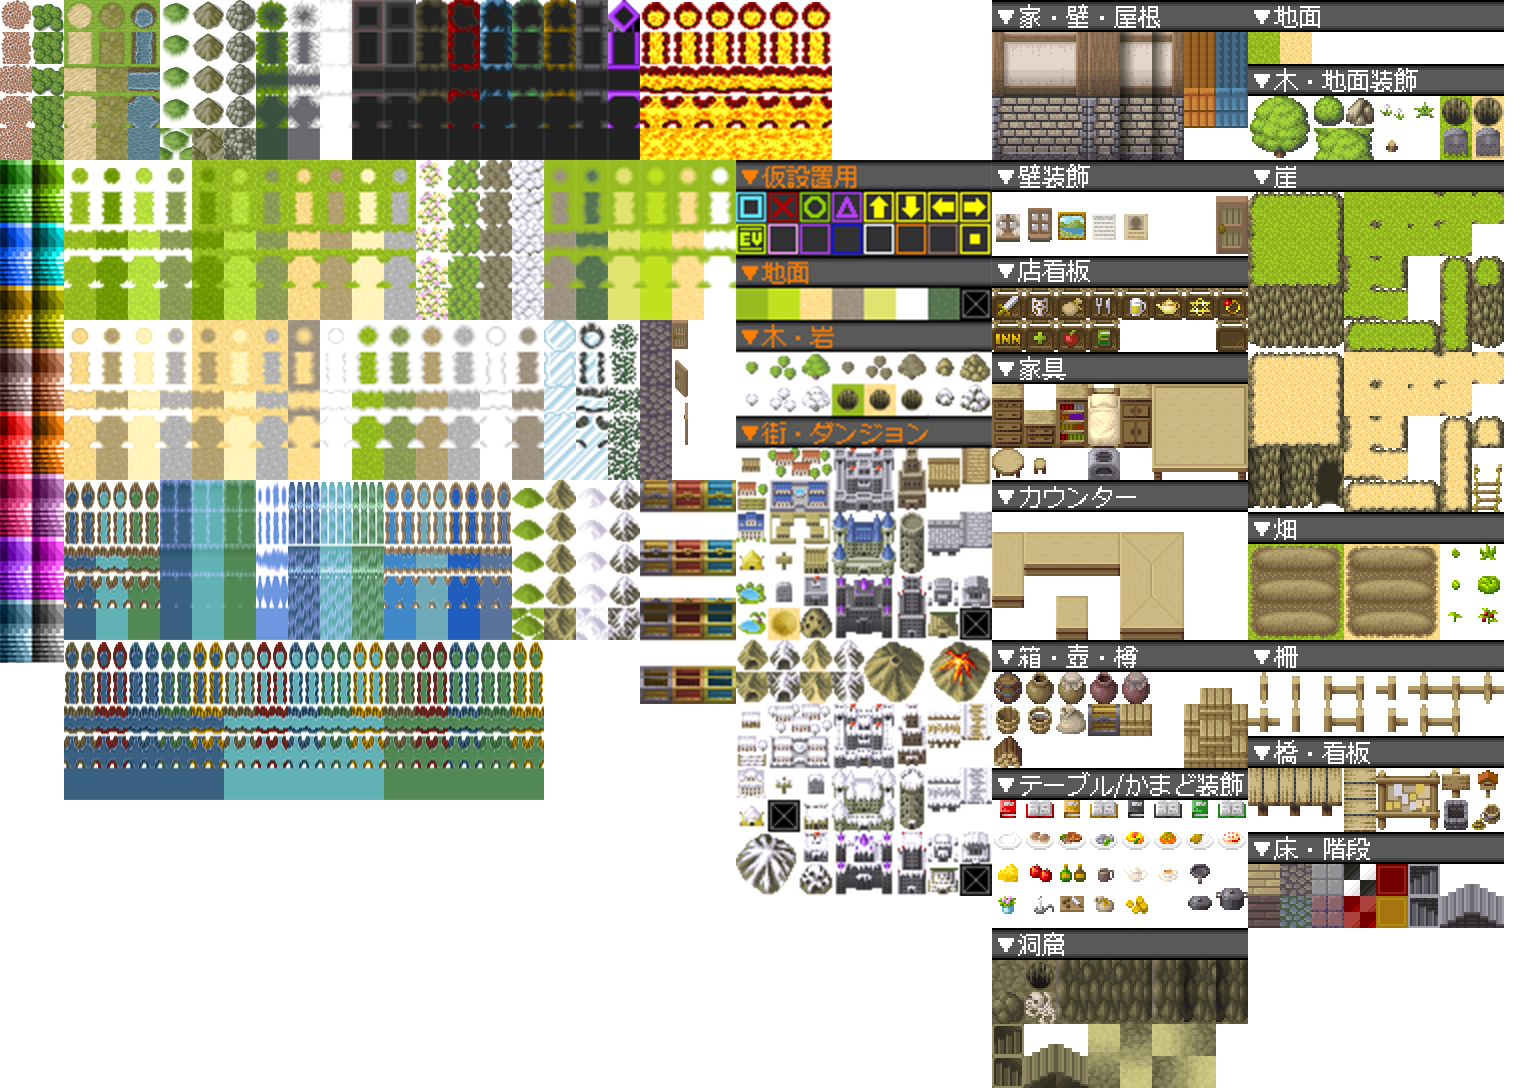 ▼仮設置用
EV
▼地面
▼木・岩
▼街・ダンジョン
▼家・壁・屋根
▼壁装飾
▼店看板
INN
▼家具
▼カウンター
▼箱・壺・樽
▼テーブル/かまど装飾
▼洞窟
▼地面
▼木・地面装飾
▼崖
▼畑
▼柵
▼橋・看板
▼床・階段